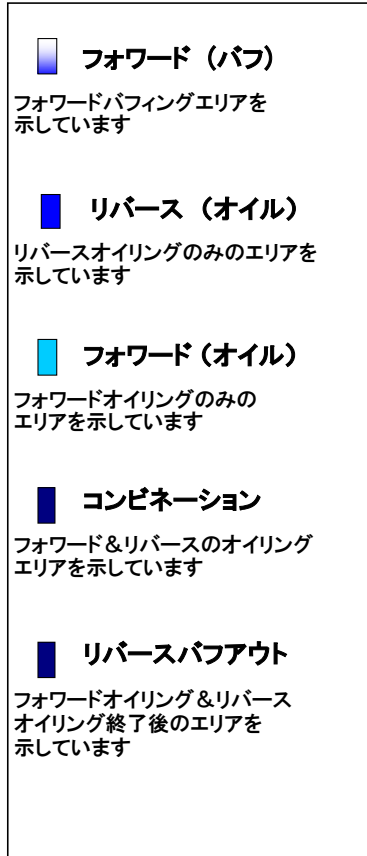 フォワード（バフ）
フォワードバフィングエリアを
示しています
リバース（オイル）
リバースオイリングのみのエリアを
示しています
フォワード（オイル）
フォワードオイリングのみの
エリアを示しています
コンビネーション
フォワード＆リバースのオイリング
エリアを示しています
リバースバフアウト
フォワードオイリング＆リバース
オイリング終了後のエリアを
示しています